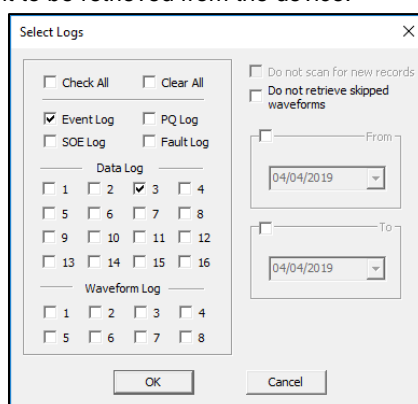 t to be retrieved from the device.
Select Logs
Check All Clear All
Event Log PQ Log
SOE Log Fault Log
Data Log
1 2 3 4
5 6 7 8
9 10 11 12
13 14 15 16
Waveform Log
1 2 3 4
5 6 7 8
Do not scan for new records
Do not retrieve skipped
waveforms
From
04/04/2019
To
04/04/2019
OK Cancel